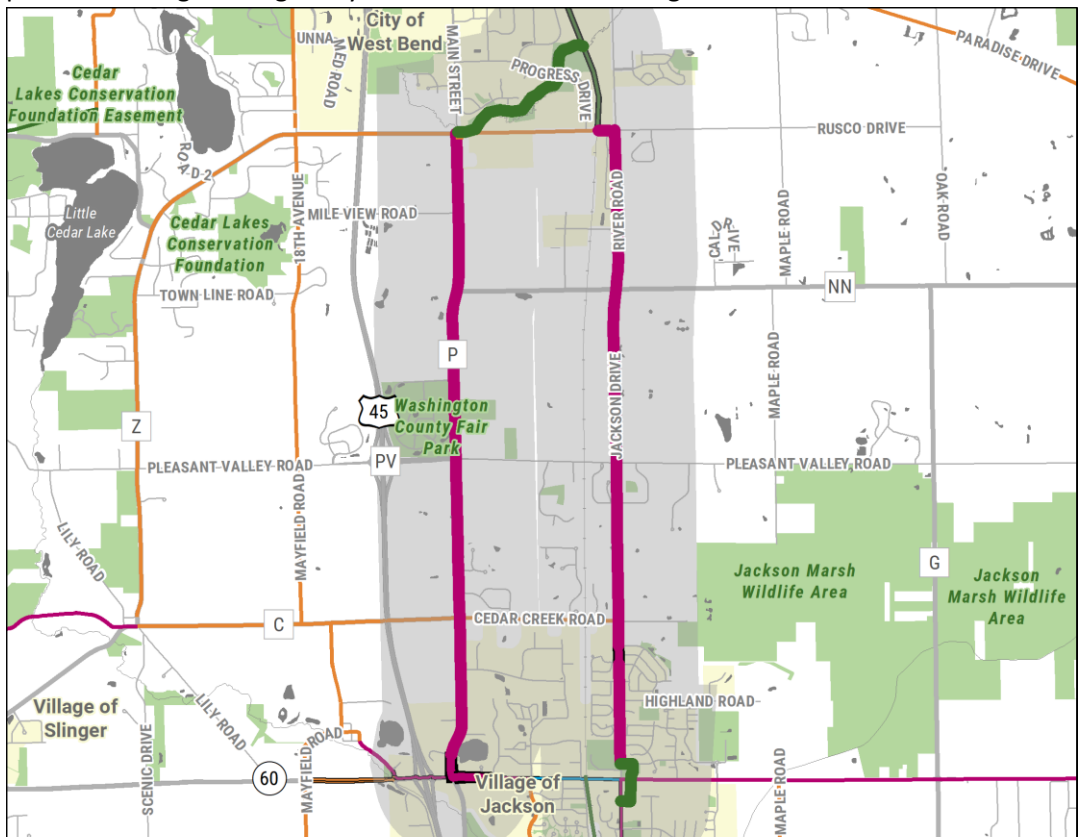 City of
West Bend
UNNA
MED ROAD
MAIN STREET
PROGRESS DRIVE
PARADISE DRIVE
Cedar
Lakes Conservation
Foundation Easement
RUSCO DRIVE
ROAD 2
18TH AVENUE
RIVER ROAD
MAPLE ROAD
OAK ROAD
Little
Cedar Lake
Cedar Lakes
Conservation
Foundation
MILE VIEW ROAD
CAL-DRIVE
TOWN LINE ROAD
NN
P
JACKSON DRIVE
MAPLE ROAD
45
Washington
County Fair
Park
Z
PV
PLEASANT VALLEY ROAD
PLEASANT VALLEY ROAD
LILY ROAD
MAYFIELD ROAD
G
Jackson Marsh
Wildlife Area
Jackson
Marsh Wildlife
Area
C
CEDAR CREEK ROAD
Village of
Slinger
LILY ROAD
SCENIC DRIVE
HIGHLAND ROAD
MAYFIELD ROAD
60
Village of
Jackson
MAPLE ROAD